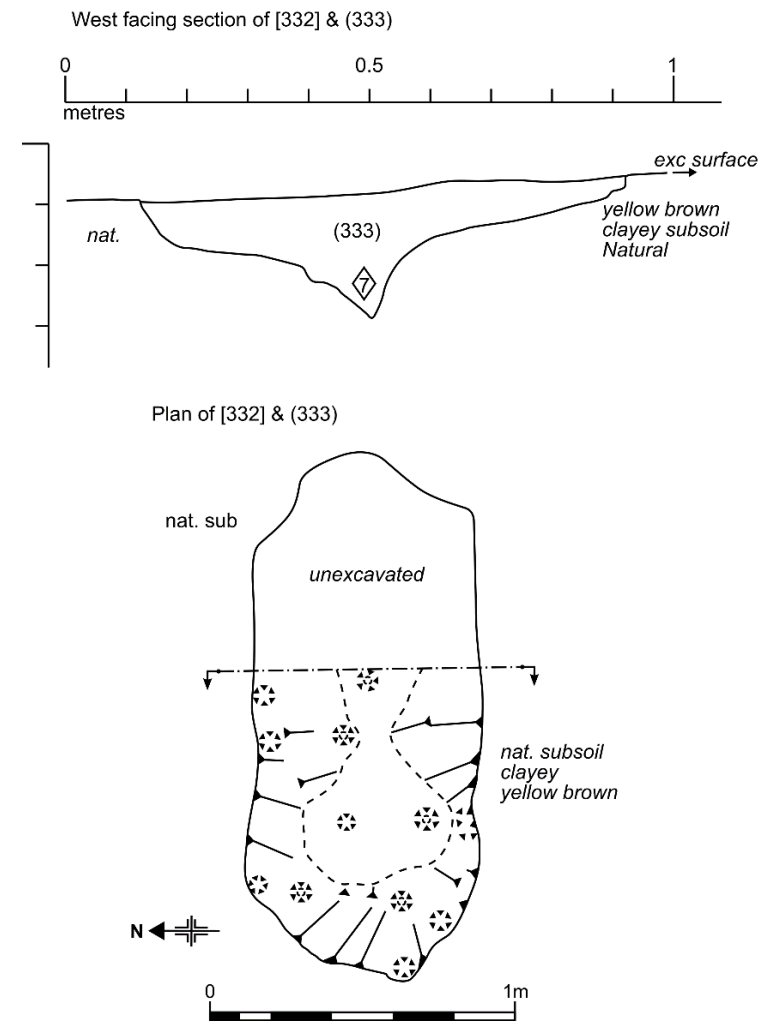 West facing section of [332] & (333)
0 0.5 1
metres
exc surface
nat.
(333)
yellow brown
clayey subsoil
Natural
7
Plan of [332] & (333)
nat. sub
unexcavated
nat. subsoil
clayey
yellow brown
N
0 1m